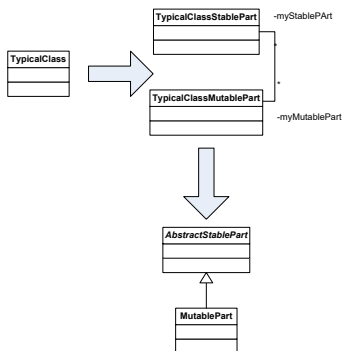 TypicalClassStablePart
-myStablePArt
*
TypicalClass
*
TypicalClassMutablePart
-myMutablePart
AbstractStablePart
MutablePart